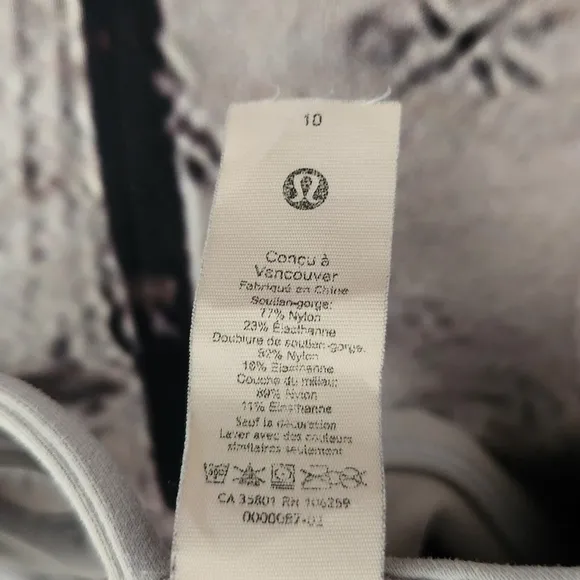 10
Conçu à
Vancouver
Fabriqué en Chine
Soutien-gorge:
77% Nylon
23% Élasthanne
Doublure de soutien-gorge:
82% Nylon
18% Élasthanne
Couche du milieu:
89% Nylon
11% Élasthanne
Sauf la décoration
Laver avec des couleurs
similaires seulement
CA 35801 RN 106259